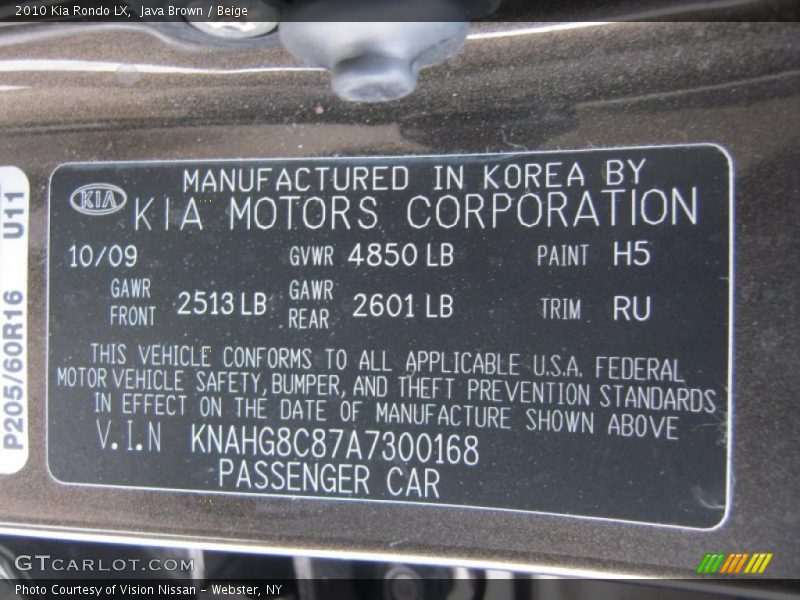 2010 Kia Rondo LX,  Java Brown / Beige
MANUFACTURED IN KOREA BY
KIA KIA MOTORS CORPORATION
10/09 GVWR 4850 LB PAINT H5
GAWR FRONT 2513 LB GAWR REAR 2601 LB TRIM RU
THIS VEHICLE CONFORMS TO ALL APPLICABLE U.S.A. FEDERAL
MOTOR VEHICLE SAFETY, BUMPER, AND THEFT PREVENTION STANDARDS
IN EFFECT ON THE DATE OF MANUFACTURE SHOWN ABOVE
V.I.N KNAHG8C87A7300168
PASSENGER CAR
P205/60R16 U11
GTCARLOT.COM
Photo Courtesy of Vision Nissan - Webster, NY